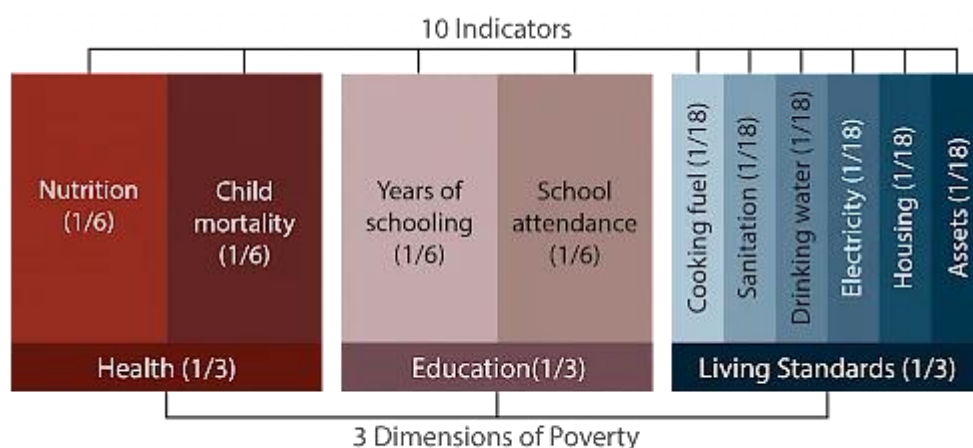 10 Indicators
Nutrition
(1/6)
Child
mortality
(1/6)
Years of
schooling
(1/6)
School
attendance
(1/6)
Cooking fuel (1/18)
Sanitation (1/18)
Drinking water (1/18)
Electricity (1/18)
Housing (1/18)
Assets (1/18)
Health (1/3)
Education(1/3)
Living Standards (1/3)
3 Dimensions of Poverty